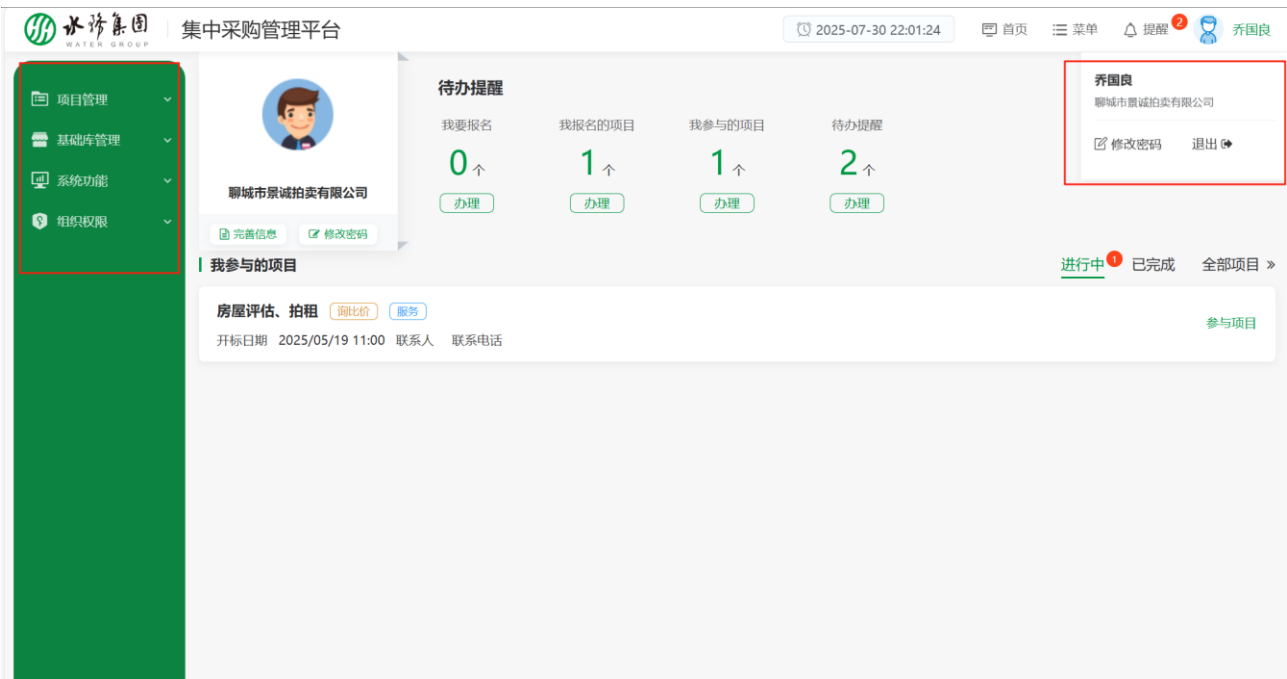 水务集团 WATER GROUP 集中采购管理平台 2025-07-30 22:01:24 首页 菜单 提醒 2 乔国良
项目管理
基础库管理
系统功能
组织权限
聊城市景诚拍卖有限公司
完善信息 修改密码
待办提醒
我要报名 我报名的项目 我参与的项目 待办提醒
0个 1个 1个 2个
办理 办理 办理 办理
乔国良
聊城市景诚拍卖有限公司
修改密码 退出
我参与的项目 进行中 1 已完成 全部项目 »
房屋评估、拍租 询比价 服务
开标日期 2025/05/19 11:00 联系人 联系电话
参与项目